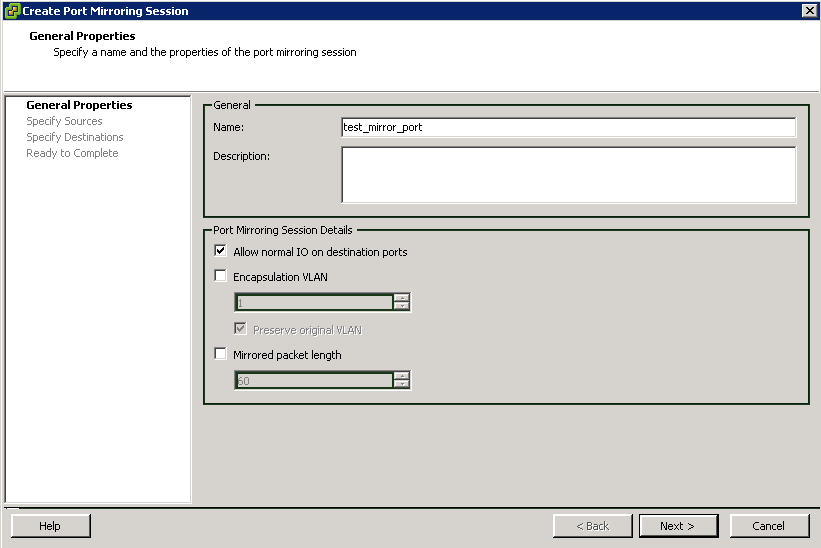 Create Port Mirroring Session
General Properties
Specify a name and the properties of the port mirroring session
General Properties
Specify Sources
Specify Destinations
Ready to Complete
General
Name:
test_mirror_port
Description:
Port Mirroring Session Details
Allow normal IO on destination ports
Encapsulation VLAN
1
Preserve original VLAN
Mirrored packet length
60
Help
< Back
Next >
Cancel